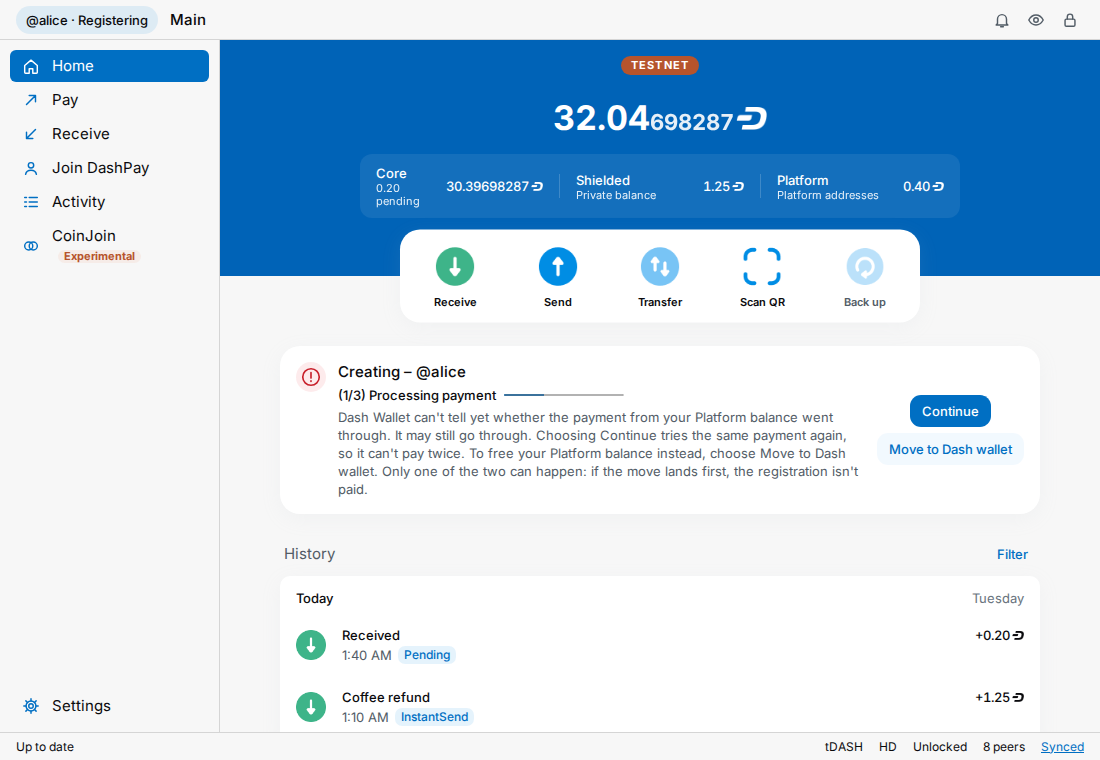 @alice · Registering Main
Home
Pay
Receive
Join DashPay
Activity
CoinJoin
Experimental
Settings
TESTNET
32.04698287
Core
0.20
pending
30.39698287
Shielded
Private balance
1.25
Platform
Platform addresses
0.40
Receive
Send
Transfer
Scan QR
Back up
Creating – @alice
(1/3) Processing payment
Dash Wallet can't tell yet whether the payment from your Platform balance went
through. It may still go through. Choosing Continue tries the same payment again,
so it can't pay twice. To free your Platform balance instead, choose Move to Dash
wallet. Only one of the two can happen: if the move lands first, the registration isn't
paid.
Continue
Move to Dash wallet
History
Filter
Today
Tuesday
Received
+0.20
1:40 AM Pending
Coffee refund
+1.25
1:10 AM InstantSend
Up to date
tDASH HD Unlocked 8 peers Synced